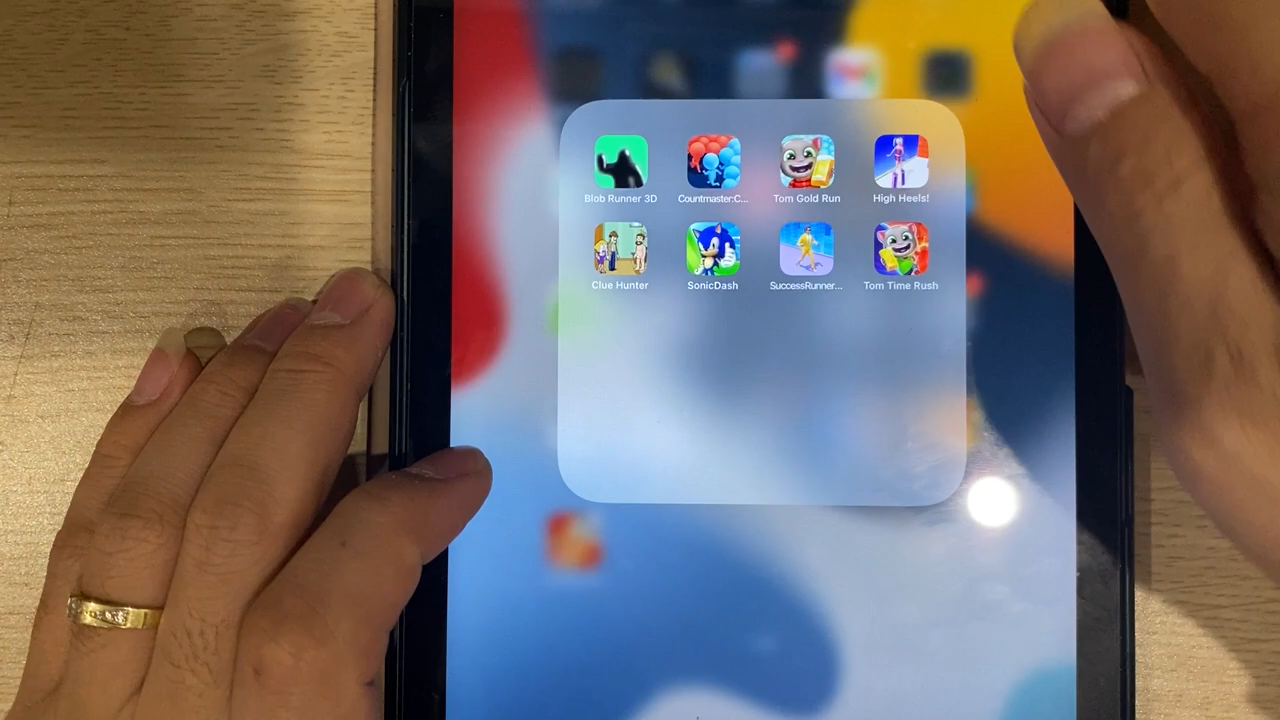 Blob Runner 3D
Countmaster:C...
Tom Gold Run
High Heels!
Clue Hunter
SonicDash
SuccessRunner...
Tom Time Rush